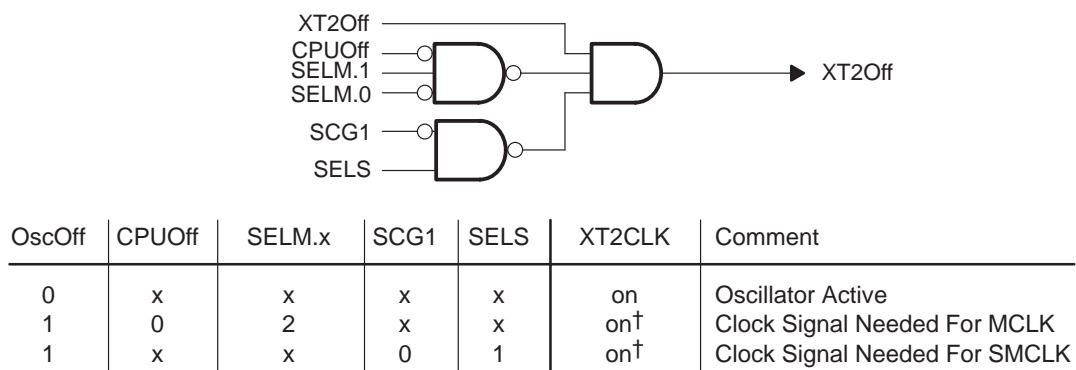 XT2Off
CPUOff
SELM.1
SELM.0
SCG1
SELS
XT2Off
OscOff CPUOff SELM.x SCG1 SELS XT2CLK Comment
0 x x x x on Oscillator Active
1 0 2 x x on† Clock Signal Needed For MCLK
1 x x 0 1 on† Clock Signal Needed For SMCLK